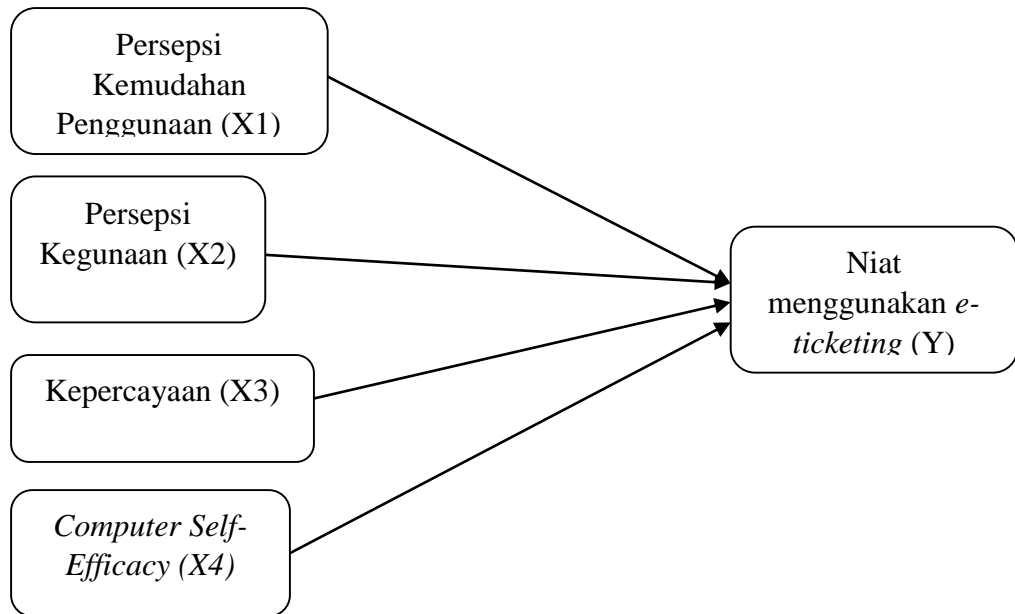 Persepsi
Kemudahan
Penggunaan (X1)
Persepsi
Kegunaan (X2)
Kepercayaan (X3)
Computer Self-
Efficacy (X4)
Niat
menggunakan e-
ticketing (Y)